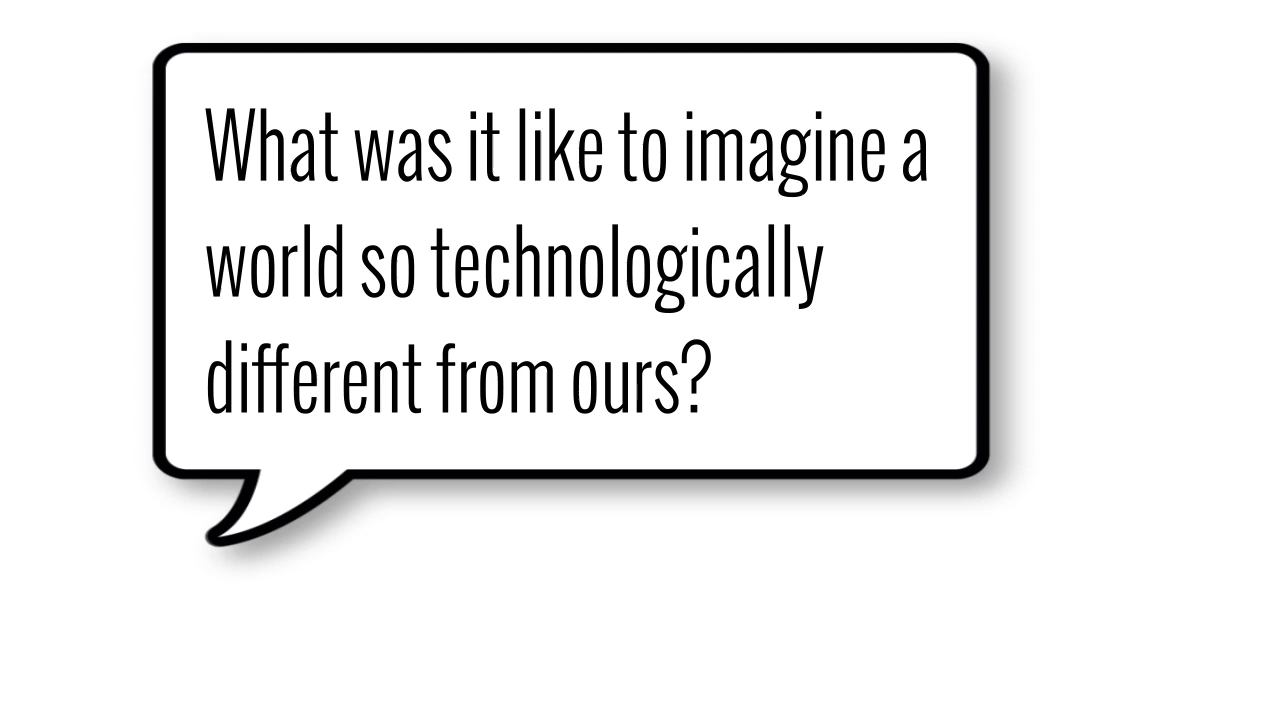 What was it like to imagine a
world so technologically
different from ours?